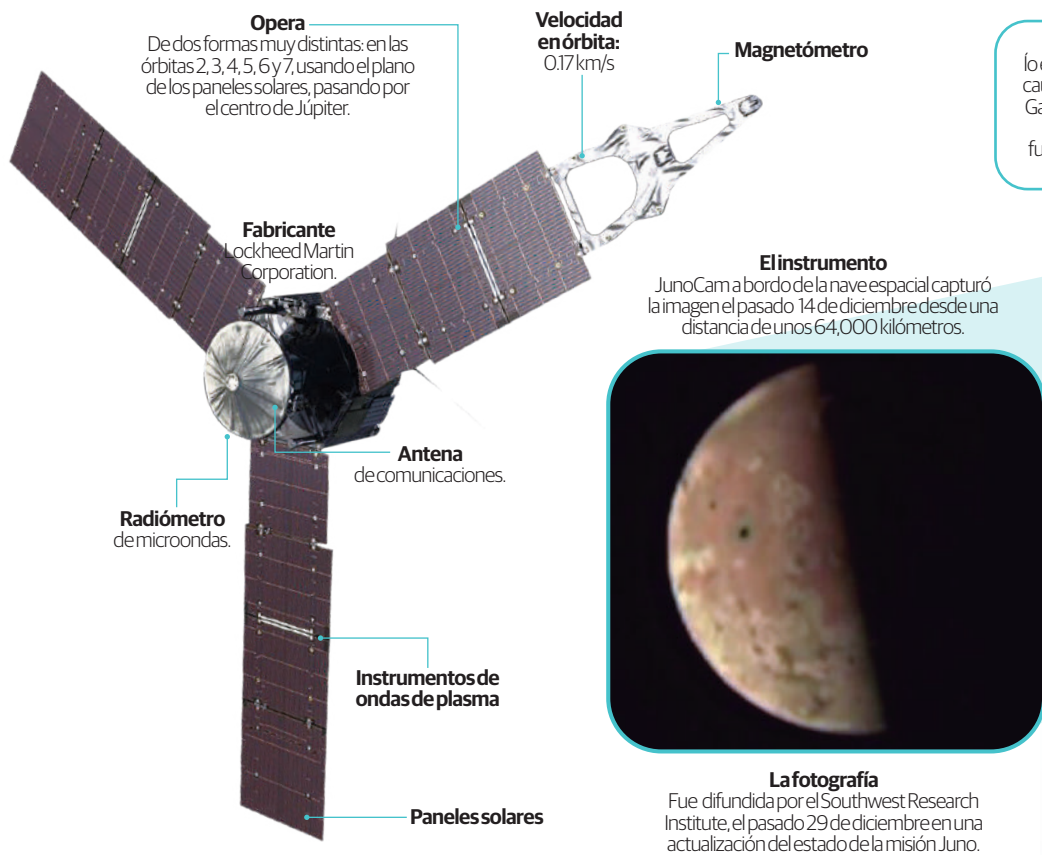 Opera
De dos formas muy distintas: en las
órbitas 2, 3, 4, 5, 6 y 7, usando el plano
de los paneles solares, pasando por
el centro de Júpiter.
Velocidad
en órbita:
0.17 km/s
Magnetómetro
Fabricante
Lockheed Martin
Corporation.
El instrumento
JunoCam a bordo de la nave espacial capturó
la imagen el pasado 14 de diciembre desde una
distancia de unos 64,000 kilómetros.
Antena
de comunicaciones.
Radiómetro
de microondas.
Instrumentos de
ondas de plasma
Paneles solares
La fotografía
Fue difundida por el Southwest Research
Institute, el pasado 29 de diciembre en una
actualización del estado de la misión Juno.